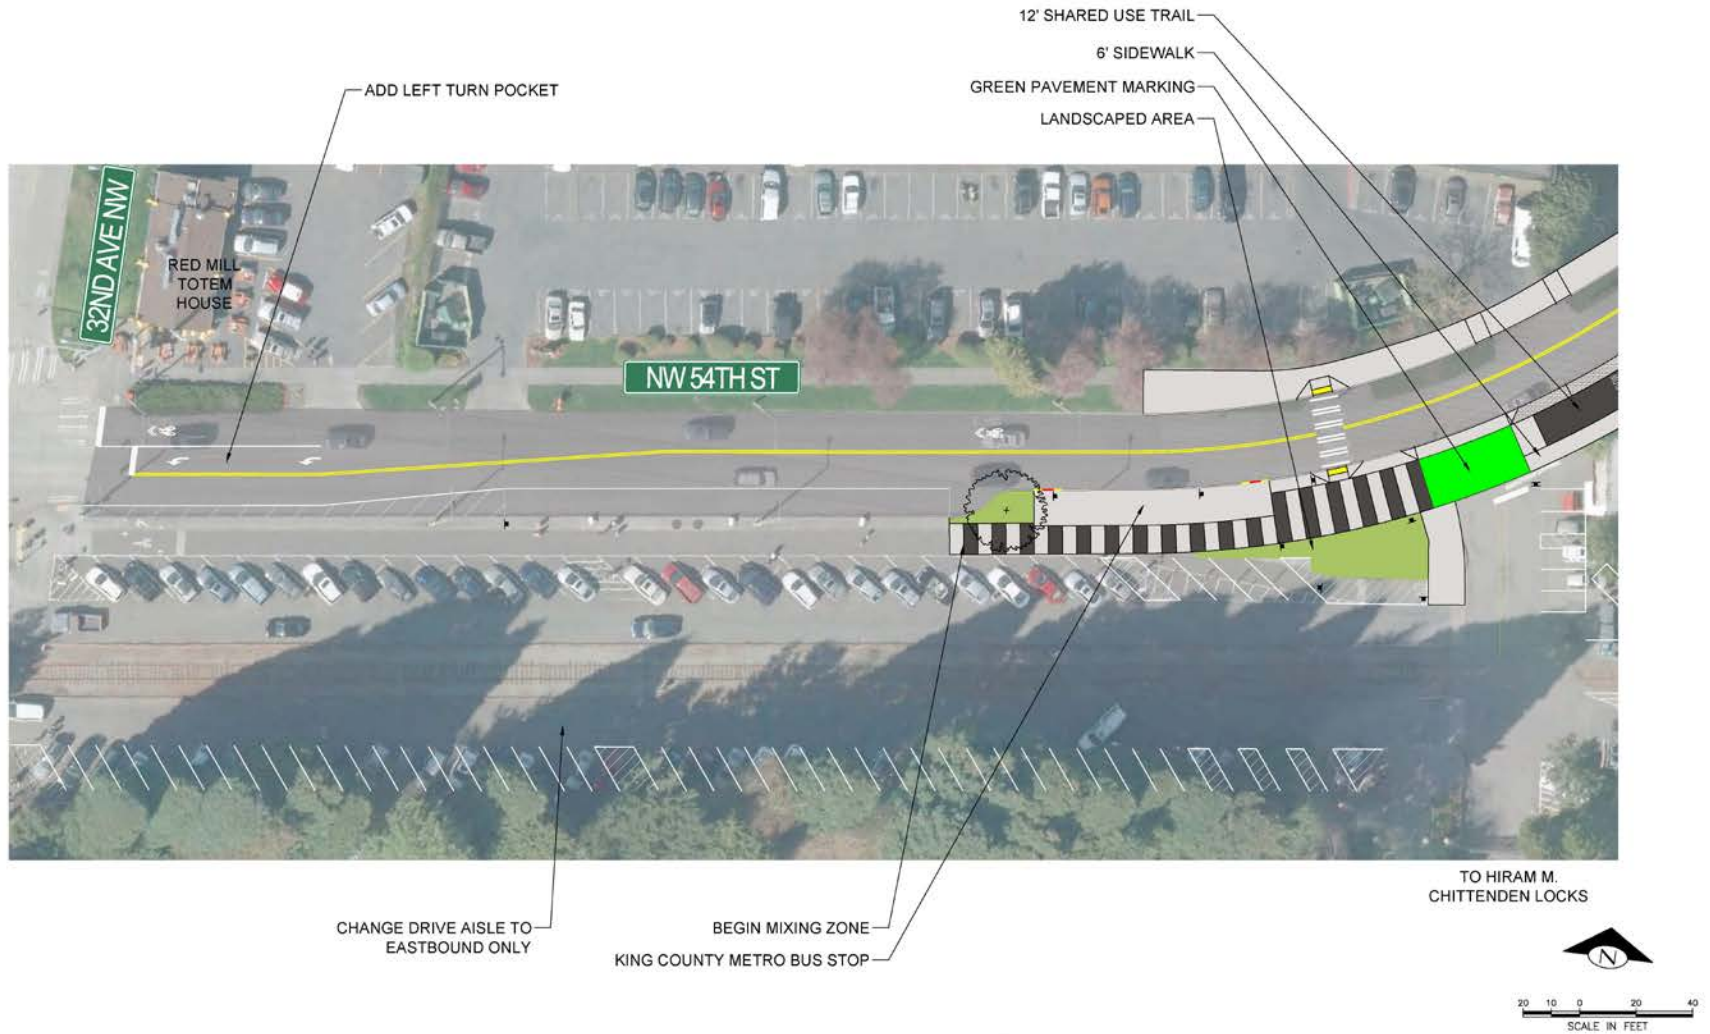 12' SHARED USE TRAIL
6' SIDEWALK
GREEN PAVEMENT MARKING
LANDSCAPED AREA
ADD LEFT TURN POCKET
32ND AVE NW
RED MILL
TOTEM
HOUSE
NW 54TH ST
TO HIRAM M.
CHITTENDEN LOCKS
CHANGE DRIVE AISLE TO
EASTBOUND ONLY
BEGIN MIXING ZONE
KING COUNTY METRO BUS STOP
N
20 10 0 20 40
SCALE IN FEET